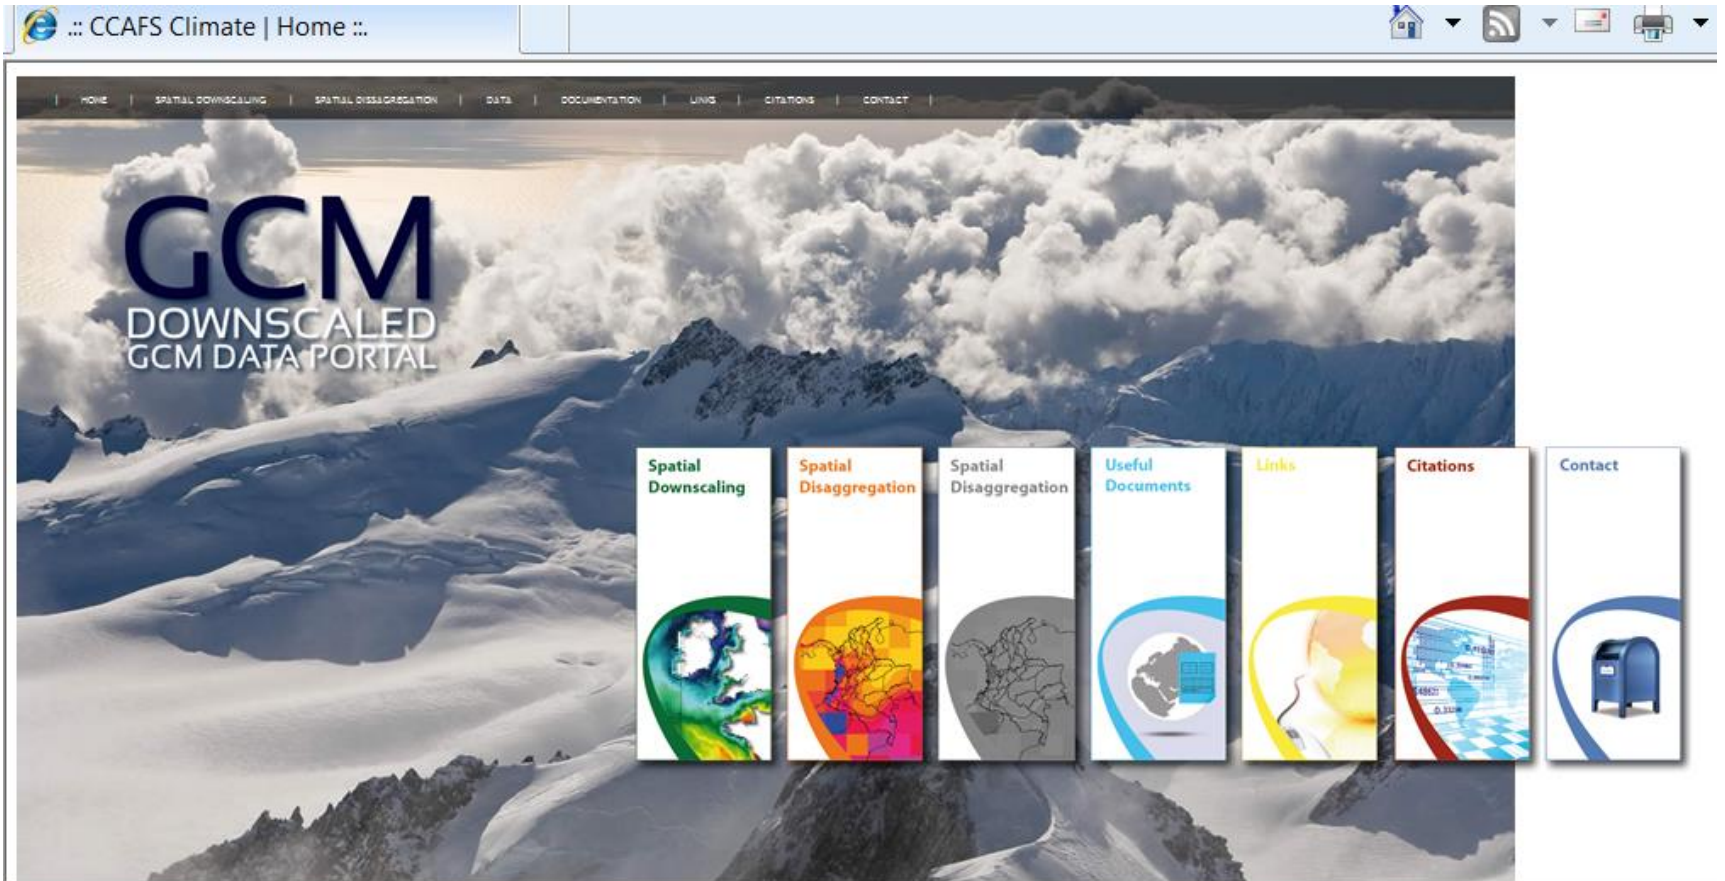 .:: CCAFS Climate | Home ::.
| HOME | SPATIAL DOWNSCALING | SPATIAL DISSAGREGATION | DATA | DOCUMENTATION | LINKS | CITATIONS | CONTACT |
GCM
DOWNSCALED
GCM DATA PORTAL
Spatial
Downscaling
Spatial
Disaggregation
Spatial
Disaggregation
Useful
Documents
Links
Citations
Contact